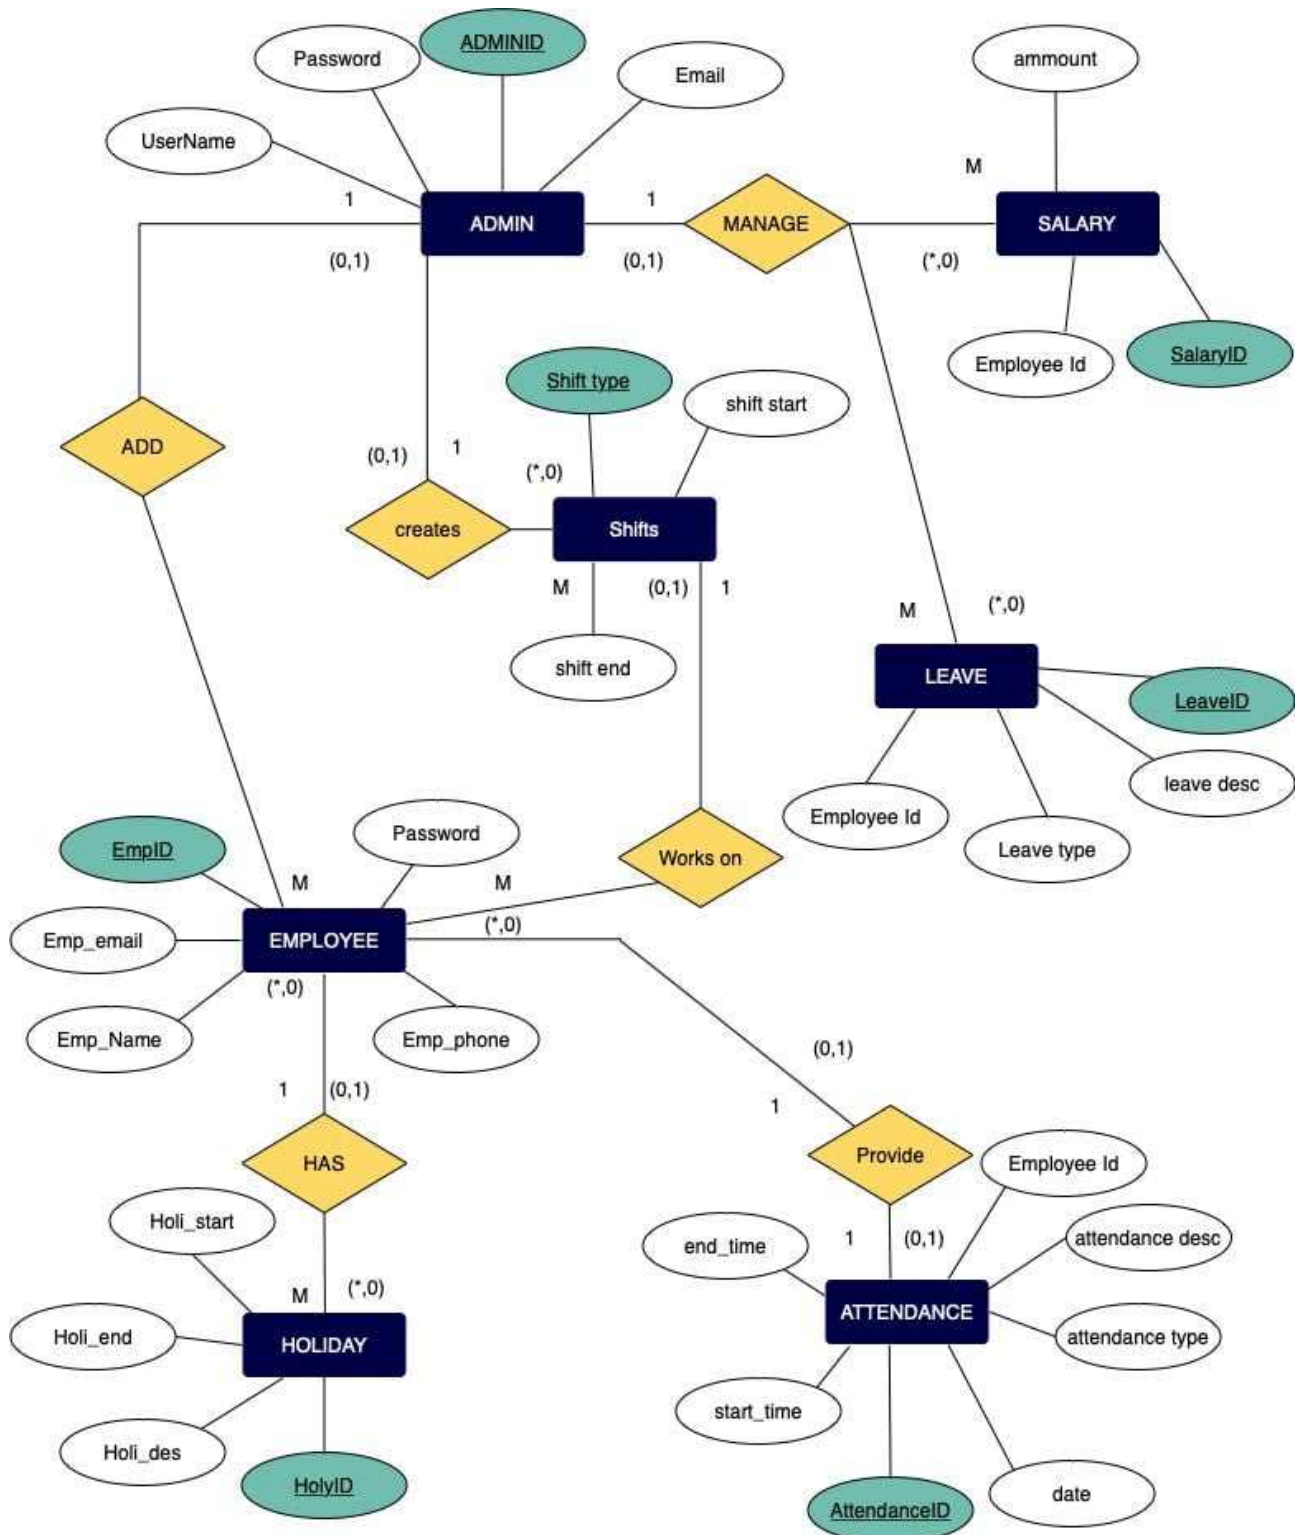 ADMINID
Password
Email
ammount
UserName
M
1
1
ADMIN
MANAGE
SALARY
(0,1)
(0,1)
(*,0)
Shift type
SalaryID
Employee Id
shift start
ADD
1
(0,1)
(*,0)
creates
Shifts
M
(0,1)
1
M
(*,0)
shift end
LEAVE
LeaveID
leave desc
Employee Id
Password
Leave type
EmpID
Works on
M
M
(*,0)
Emp_email
EMPLOYEE
(*,0)
Emp_Name
Emp_phone
(0,1)
1
(0,1)
1
HAS
Provide
Employee Id
Holi_start
1
(0,1)
end_time
attendance desc
M
(*,0)
ATTENDANCE
Holi_end
HOLIDAY
attendance type
start_time
Holi_des
HolyID
date
AttendanceID